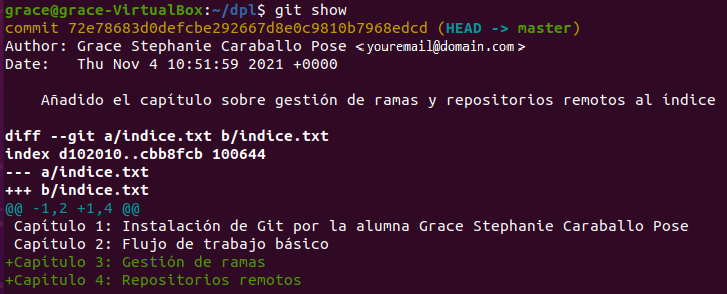 grace@grace-VirtualBox:~/dpl$ git show
commit 72e78683d0defcbe292667d8e0c9810b7968edcd (HEAD -> master)
Author: Grace Stephanie Caraballo Pose <youremail@domain.com>
Date:   Thu Nov 4 10:51:59 2021 +0000
    Añadido el capítulo sobre gestión de ramas y repositorios remotos al índice
diff --git a/indice.txt b/indice.txt
index d102010..cbb8fcb 100644
--- a/indice.txt
+++ b/indice.txt
@@ -1,2 +1,4 @@
 Capítulo 1: Instalación de Git por la alumna Grace Stephanie Caraballo Pose
 Capítulo 2: Flujo de trabajo básico
+Capítulo 3: Gestión de ramas
+Capítulo 4: Repositorios remotos